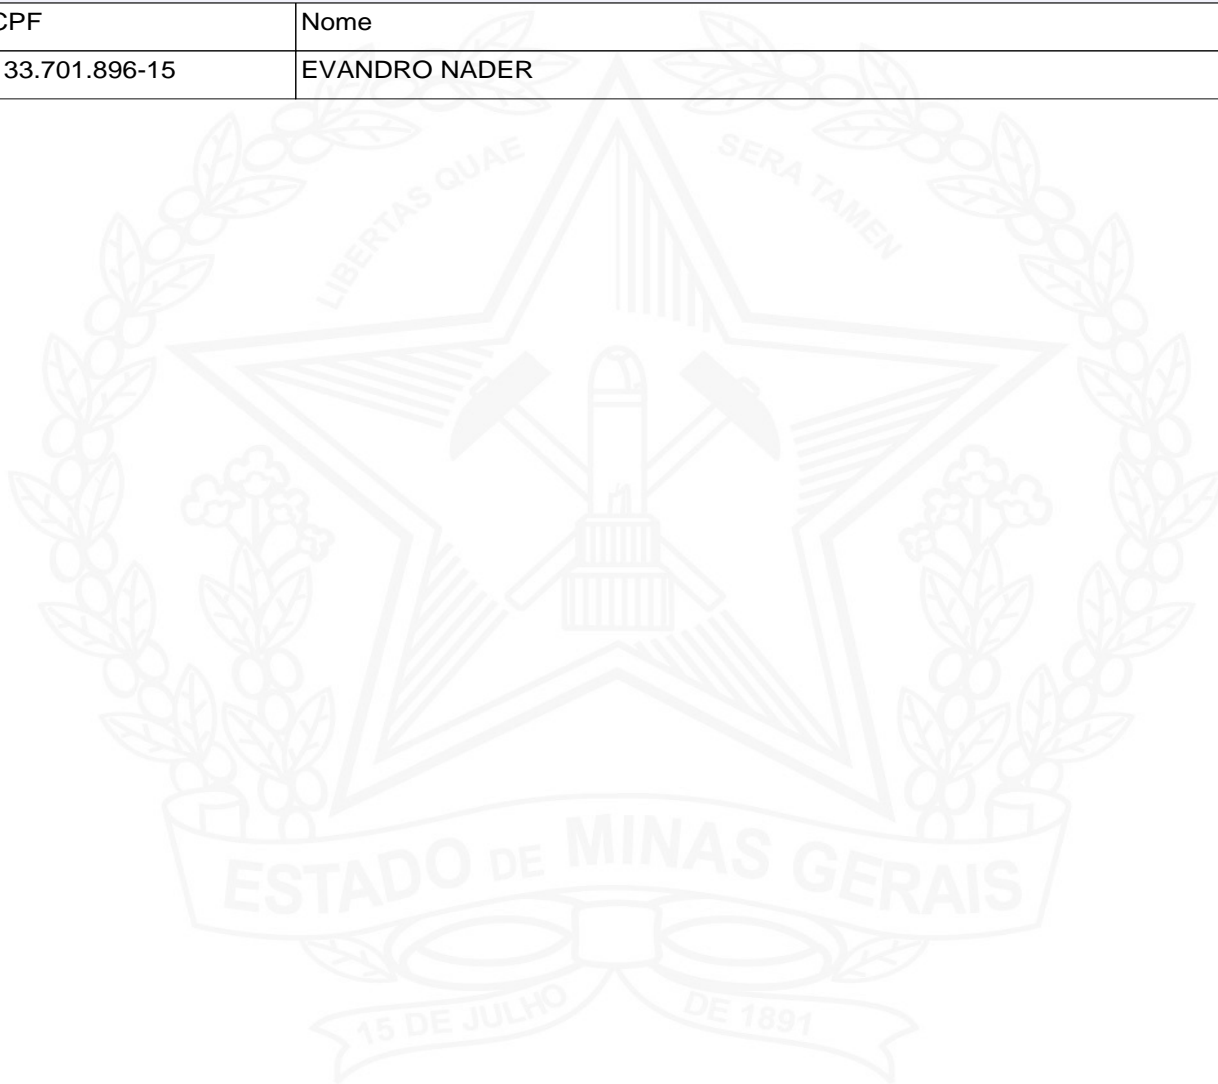 CPF Nome
33.701.896-15 EVANDRO NADER
LIBERTAS QUAE SERA TAMEN
ESTADO DE MINAS GERAIS
15 DE JULHO DE 1891